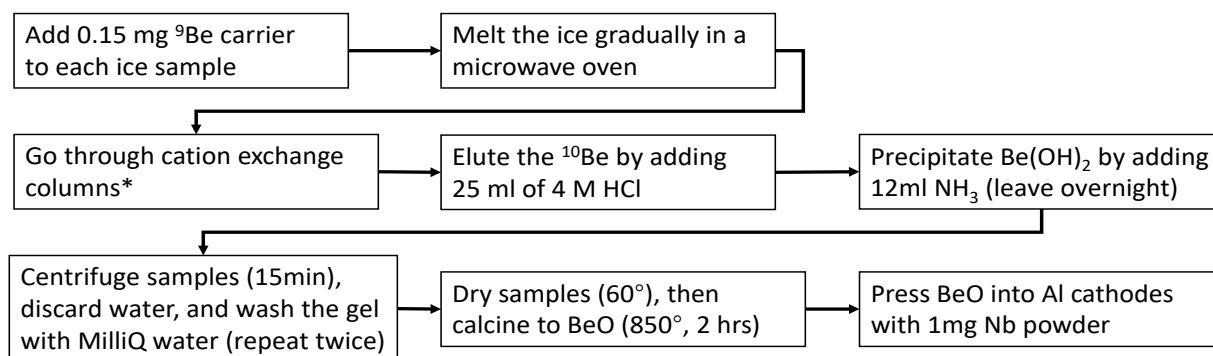 Add 0.15 mg ⁹Be carrier
to each ice sample
Melt the ice gradually in a
microwave oven
Go through cation exchange
columns*
Elute the ¹⁰Be by adding
25 ml of 4 M HCl
Precipitate Be(OH)₂ by adding
12ml NH₃ (leave overnight)
Centrifuge samples (15min),
discard water, and wash the gel
with MilliQ water (repeat twice)
Dry samples (60°), then
calcine to BeO (850°, 2 hrs)
Press BeO into Al cathodes
with 1mg Nb powder